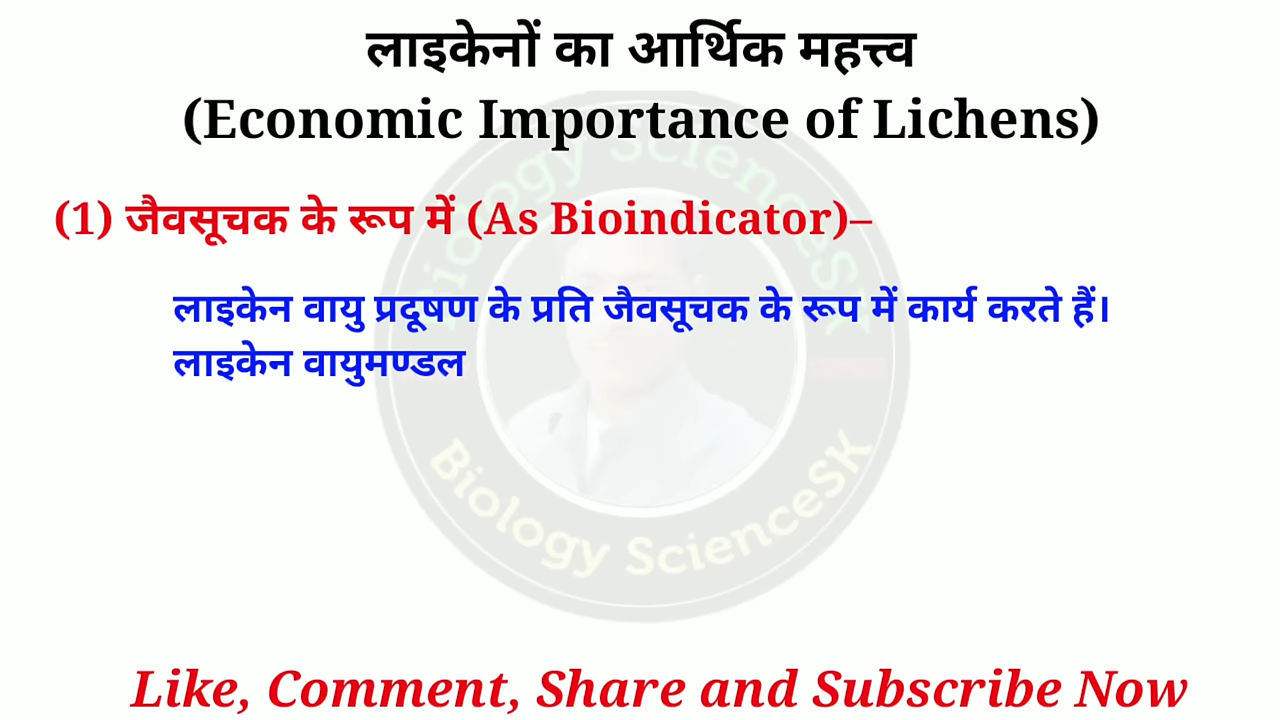 लाइकेनों का आर्थिक महत्त्व
(Economic Importance of Lichens)
(1) जैवसूचक के रूप में (As Bioindicator)–
लाइकेन वायु प्रदूषण के प्रति जैवसूचक के रूप में कार्य करते हैं।
लाइकेन वायुमण्डल
Biology ScienceSK
Biology ScienceSK
Like, Comment, Share and Subscribe Now